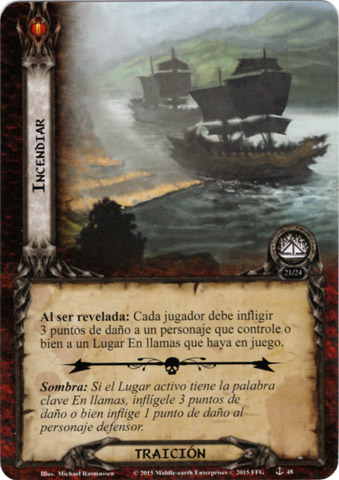 INCENDIAR
21/24
Al ser revelada: Cada jugador debe infligir
3 puntos de daño a un personaje que controle o
bien a un Lugar En llamas que haya en juego.
Sombra: Si el Lugar activo tiene la palabra
clave En llamas, inflígele 3 puntos de
daño o bien inflige 1 punto de daño al
personaje defensor.
TRAICIÓN
Illus. Michael Rasmussen
© 2015 Middle-earth Enterprises © 2015 FFG
48